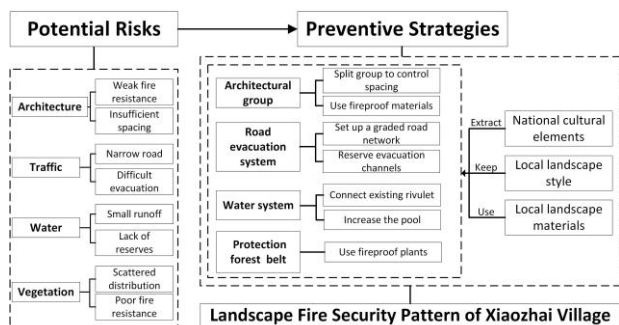 Potential Risks
Preventive Strategies
Architecture
Weak fire
resistance
Insufficient
spacing
Traffic
Narrow road
Difficult
evacuation
Water
Small runoff
Lack of
reserves
Vegetation
Scattered
distribution
Poor fire
resistance
Architectural
group
Split group to control
spacing
Use fireproof materials
Road
evacuation
system
Set up a graded road
network
Reserve evacuation
channels
Water system
Connect existing rivulet
Increase the pool
Protection
forest belt
Use fireproof plants
Extract
National cultural
elements
Keep
Local landscape
style
Use
Local landscape
materials
Landscape Fire Security Pattern of Xiaozhai Village